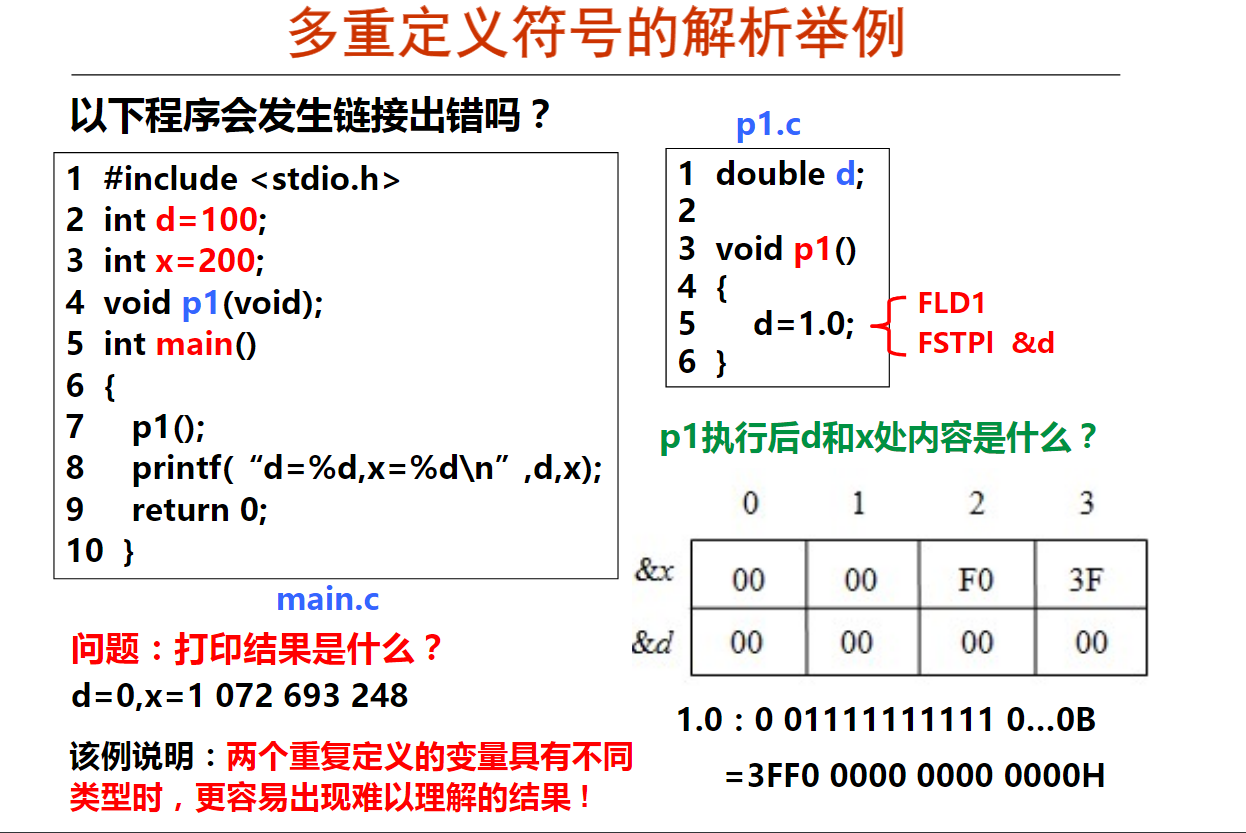 多重定义符号的解析举例
以下程序会发生链接出错吗？
1 #include <stdio.h>
2 int d=100;
3 int x=200;
4 void p1(void);
5 int main()
6 {
7 p1();
8 printf(“d=%d,x=%d\n”,d,x);
9 return 0;
10 }
main.c
问题：打印结果是什么？
d=0,x=1 072 693 248
该例说明：两个重复定义的变量具有不同
类型时，更容易出现难以理解的结果！
p1.c
1 double d;
2
3 void p1()
4 {
5 d=1.0;
6 }
FLD1
FSTPl &d
p1执行后d和x处内容是什么？
0 1 2 3
&x 00 00 F0 3F
&d 00 00 00 00
1.0：0 01111111111 0...0B
=3FF0 0000 0000 0000H